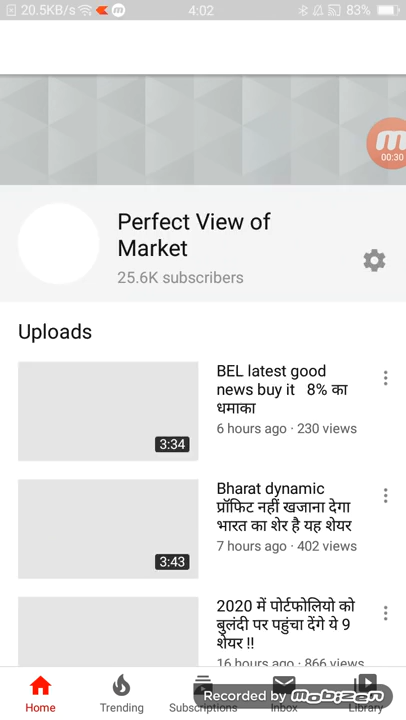 20.5KB/s 4:02 83%
00:30
Perfect View of
Market
25.6K subscribers
Uploads
BEL latest good
news buy it 8% का
धमाका
6 hours ago · 230 views
3:34
Bharat dynamic
प्रॉफिट नहीं खजाना देगा
भारत का शेर है यह शेयर
7 hours ago · 402 views
3:43
2020 में पोर्टफोलियो को
बुलंदी पर पहुंचा देंगे ये 9
शेयर !!
16 hours ago · 866 views
Home Trending Subscriptions Inbox Library
Recorded by mobizen